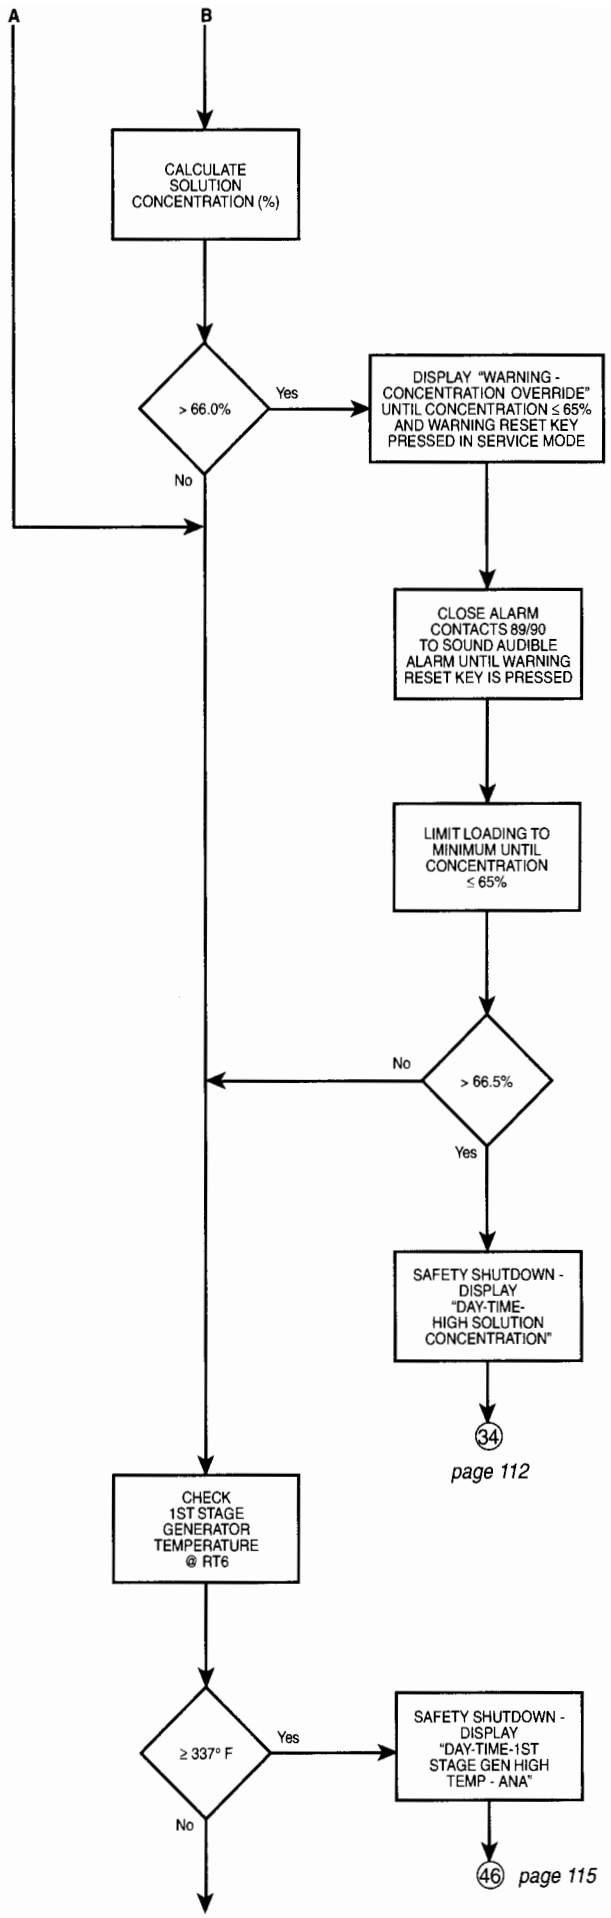 A
B
CALCULATE
SOLUTION
CONCENTRATION (%)
> 66.0%
Yes
No
DISPLAY "WARNING -
CONCENTRATION OVERRIDE"
UNTIL CONCENTRATION ≤ 65%
AND WARNING RESET KEY
PRESSED IN SERVICE MODE
CLOSE ALARM
CONTACTS 89/90
TO SOUND AUDIBLE
ALARM UNTIL WARNING
RESET KEY IS PRESSED
LIMIT LOADING TO
MINIMUM UNTIL
CONCENTRATION
≤ 65%
> 66.5%
No
Yes
SAFETY SHUTDOWN -
DISPLAY
"DAY-TIME-
HIGH SOLUTION
CONCENTRATION"
34
page 112
CHECK
1ST STAGE
GENERATOR
TEMPERATURE
@ RT6
≥ 337° F
Yes
No
SAFETY SHUTDOWN -
DISPLAY
"DAY-TIME-1ST
STAGE GEN HIGH
TEMP - ANA"
46 page 115